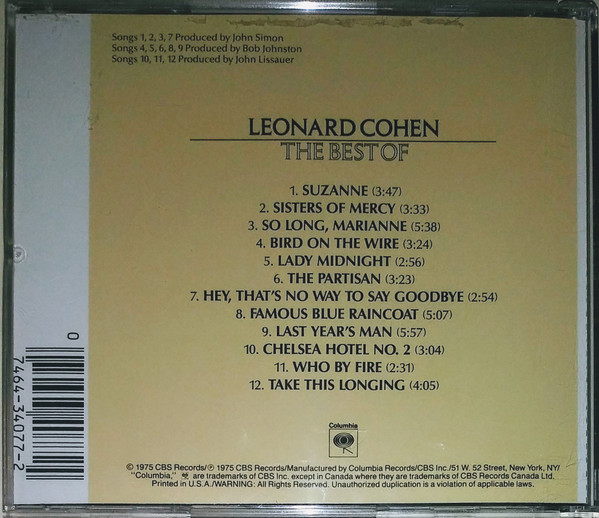 Songs 1, 2, 3, 7 Produced by John Simon
Songs 4, 5, 6, 8, 9 Produced by Bob Johnston
Songs 10, 11, 12 Produced by John Lissauer
LEONARD COHEN
THE BEST OF
1. SUZANNE (3:47)
2. SISTERS OF MERCY (3:33)
3. SO LONG, MARIANNE (5:38)
4. BIRD ON THE WIRE (3:24)
5. LADY MIDNIGHT (2:56)
6. THE PARTISAN (3:23)
7. HEY, THAT'S NO WAY TO SAY GOODBYE (2:54)
8. FAMOUS BLUE RAINCOAT (5:07)
9. LAST YEAR'S MAN (5:57)
10. CHELSEA HOTEL NO. 2 (3:04)
11. WHO BY FIRE (2:31)
12. TAKE THIS LONGING (4:05)
0
7464-34077-2
Columbia
© 1975 CBS Records/℗ 1975 CBS Records/Manufactured by Columbia Records/CBS Inc./51 W. 52 Street, New York, NY/
"Columbia," are trademarks of CBS Inc. except in Canada where they are trademarks of CBS Records Canada Ltd.
Printed in U.S.A./WARNING: All Rights Reserved. Unauthorized duplication is a violation of applicable laws.